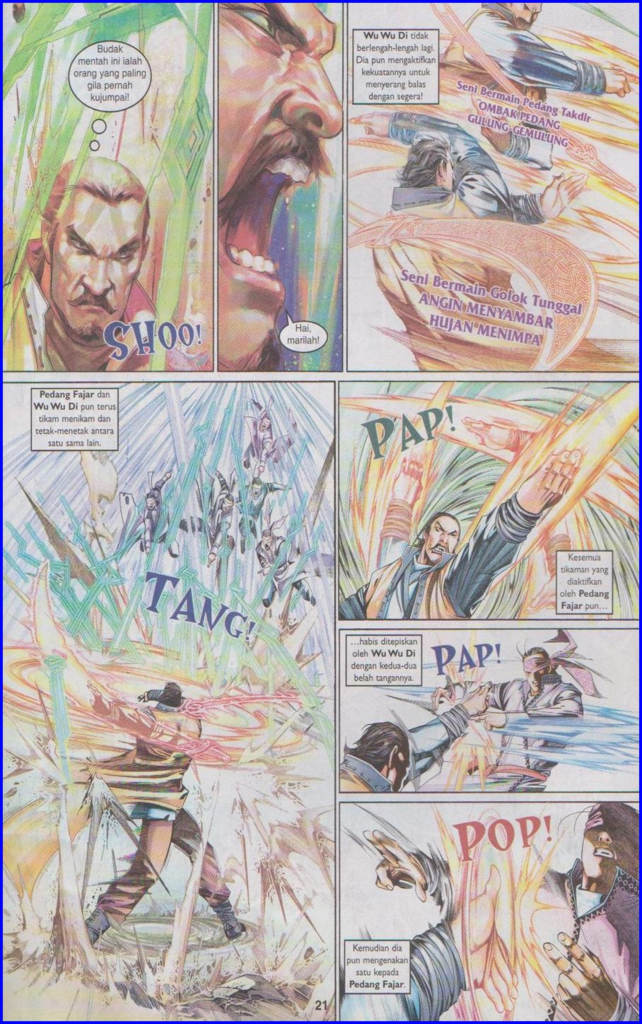 Budak
mentah ini ialah
orang yang paling
gila pernah
kujumpai!
SHOO!
Hai,
marilah!
Wu Wu Di tidak
berlengah-lengah lagi.
Dia pun mengaktifkan
kekuatannya untuk
menyerang balas
dengan segera!
Seni Bermain Pedang Takdir
OMBAK PEDANG
GULUNG GEMULUNG
Seni Bermain Golok Tunggal
ANGIN MENYAMBAR
HUJAN MENIMPA
Pedang Fajar dan
Wu Wu Di pun terus
tikam menikam dan
tetak-menetak antara
satu sama lain.
TANG!
PAP!
Kesemua
tikaman yang
diaktifkan
oleh Pedang
Fajar pun...
...habis ditepiskan
oleh Wu Wu Di
dengan kedua-dua
belah tangannya.
PAP!
POP!
Kemudian dia
pun mengenakan
satu kepada
Pedang Fajar.
21